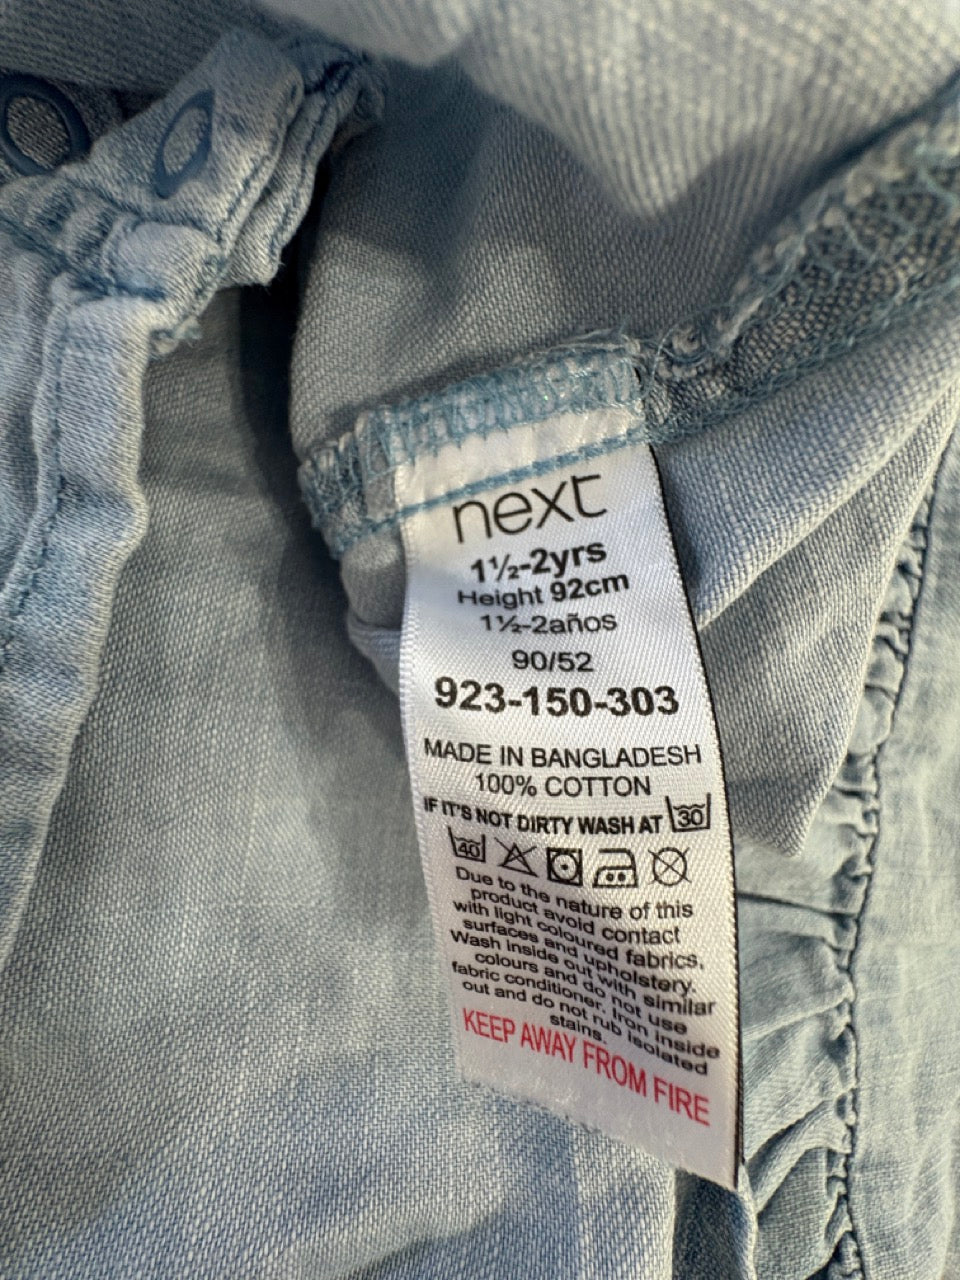 next
1½-2yrs
Height 92cm
1½-2años
90/52
923-150-303
MADE IN BANGLADESH
100% COTTON
IF IT'S NOT DIRTY WASH AT 30
40
Due to the nature of this
product avoid contact
with light coloured fabrics,
surfaces and upholstery.
Wash inside out with similar
colours and do not use
fabric conditioner. Iron inside
out and do not rub isolated
stains.
KEEP AWAY FROM FIRE